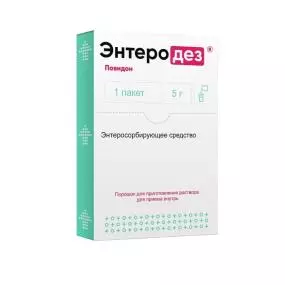 Энтеродез®
Повидон
1 пакет 5 г
Энтеросорбирующее средство
Порошок для приготовления раствора
для приема внутрь